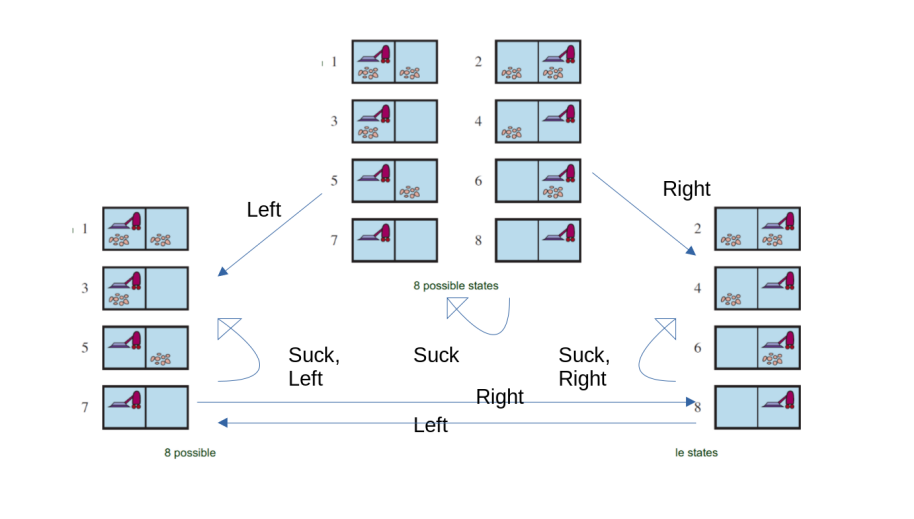 1 2
3 4
5 6
7 8
8 possible states
Left
Right
1
3
5
7
8 possible
2
4
6
8
le states
Suck,
Left
Suck
Suck,
Right
Right
Left